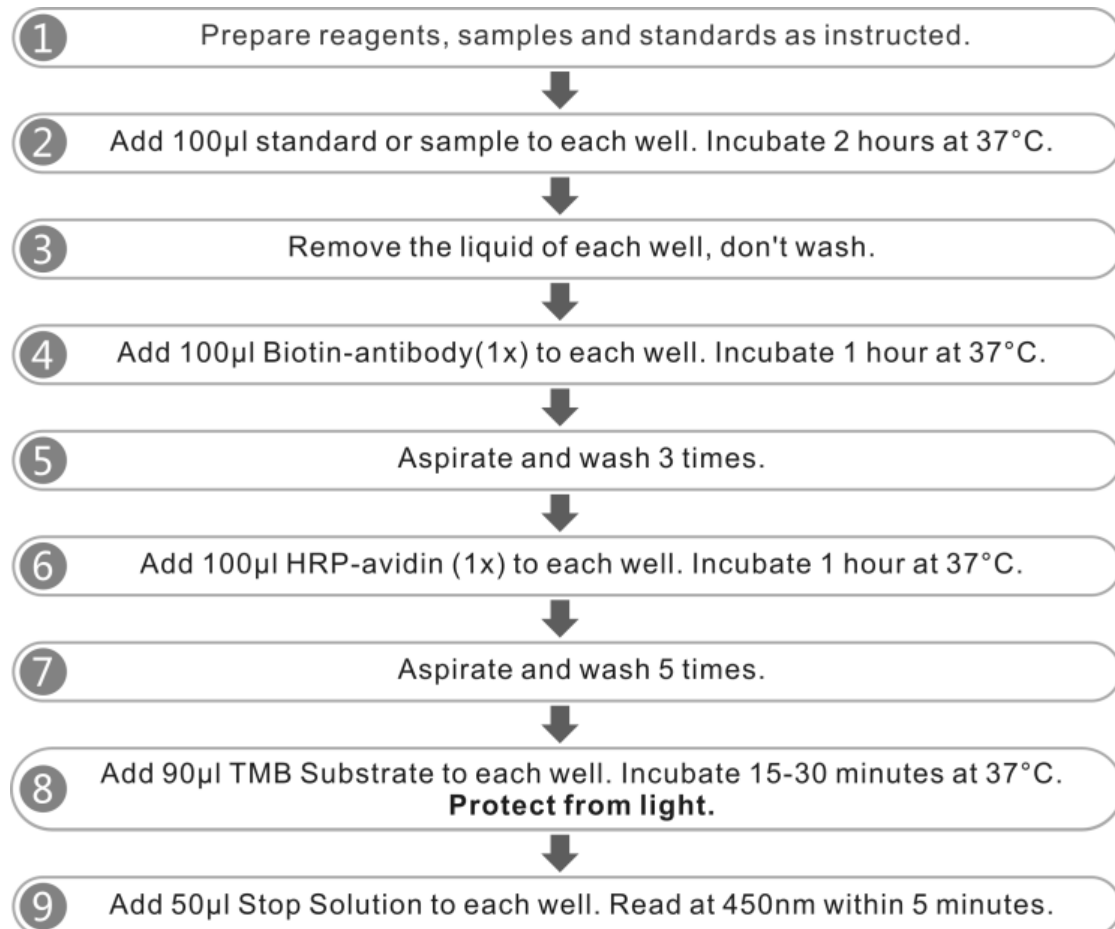 1 Prepare reagents, samples and standards as instructed.
2 Add 100μl standard or sample to each well. Incubate 2 hours at 37°C.
3 Remove the liquid of each well, don't wash.
4 Add 100μl Biotin-antibody(1x) to each well. Incubate 1 hour at 37°C.
5 Aspirate and wash 3 times.
6 Add 100μl HRP-avidin (1x) to each well. Incubate 1 hour at 37°C.
7 Aspirate and wash 5 times.
8 Add 90μl TMB Substrate to each well. Incubate 15-30 minutes at 37°C.
Protect from light.
9 Add 50μl Stop Solution to each well. Read at 450nm within 5 minutes.